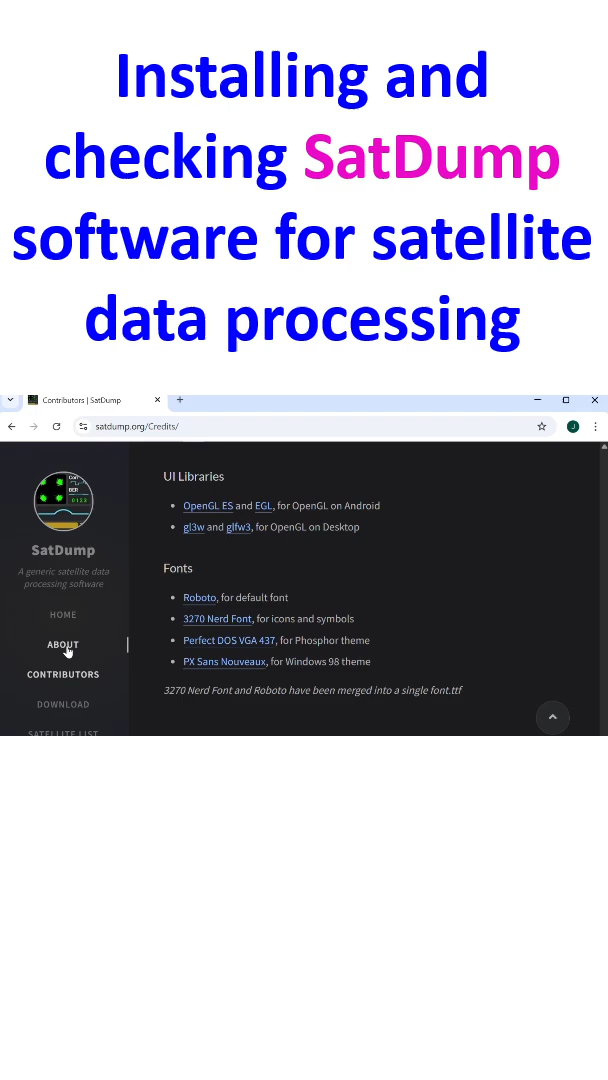 Installing and
checking SatDump
software for satellite
data processing
Contributors | SatDump
satdump.org/Credits/
J
SatDump
A generic satellite data
processing software
HOME
ABOUT
CONTRIBUTORS
DOWNLOAD
SATELLITE LIST
UI Libraries
OpenGL ES and EGL, for OpenGL on Android
gl3w and glfw3, for OpenGL on Desktop
Fonts
Roboto, for default font
3270 Nerd Font, for icons and symbols
Perfect DOS VGA 437, for Phosphor theme
PX Sans Nouveaux, for Windows 98 theme
3270 Nerd Font and Roboto have been merged into a single font.ttf